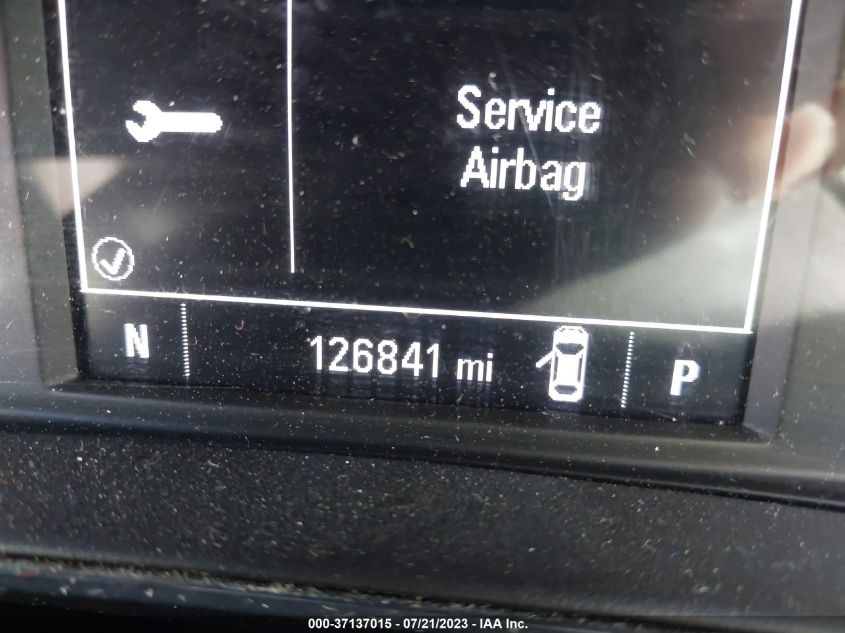 Service
Airbag
N 126841 mi P
000-37137015 / 07/21/2023 - IAA Inc.